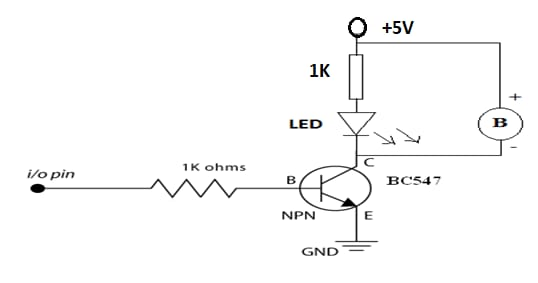 +5V
1K
+
LED
B
-
C
1K ohms
i/o pin
B
BC547
NPN
E
GND